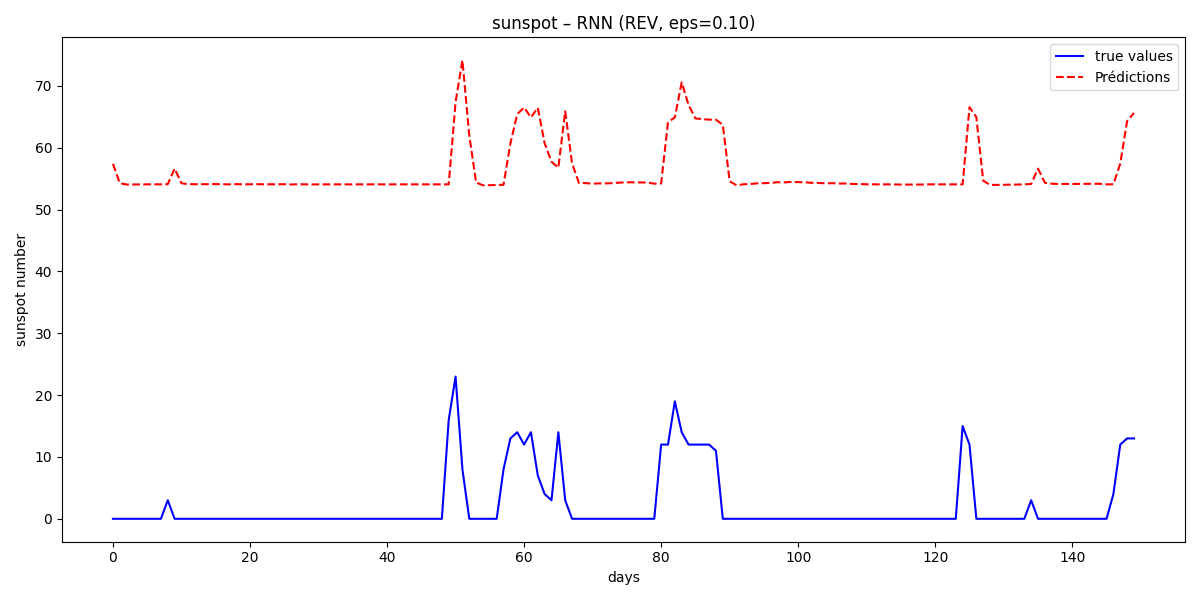 sunspot – RNN (REV, eps=0.10)
true values
Prédictions
sunspot number
70
60
50
40
30
20
10
0
0 20 40 60 80 100 120 140
days